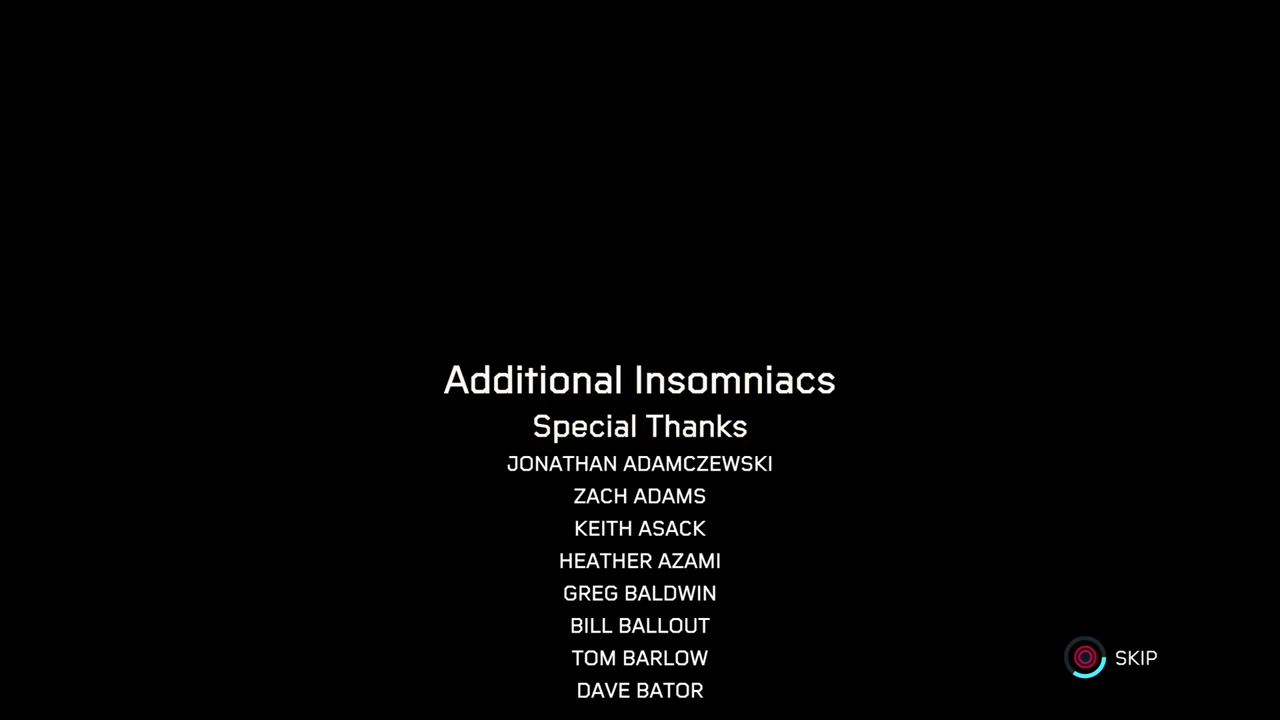 Additional Insomniacs
Special Thanks
JONATHAN ADAMCZEWSKI
ZACH ADAMS
KEITH ASACK
HEATHER AZAMI
GREG BALDWIN
BILL BALLOUT
TOM BARLOW
DAVE BATOR
SKIP